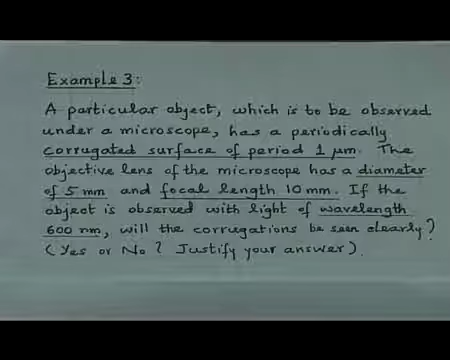 Example 3:
A particular object, which is to be observed
under a microscope, has a periodically
corrugated surface of period 1 μm. The
objective lens of the microscope has a diameter
of 5 mm and focal length 10 mm. If the
object is observed with light of wavelength
600 nm, will the corrugations be seen clearly?
(Yes or No? Justify your answer).